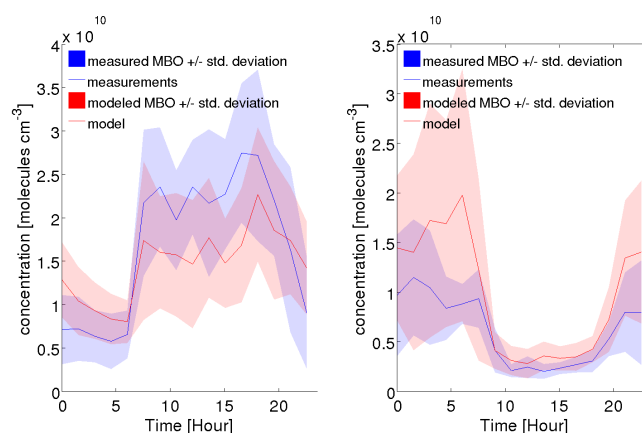 x 10^10
4
3.5
3
2.5
2
1.5
1
0.5
0
0 5 10 15 20
Time [Hour]
concentration [molecules cm^-3]
measured MBO +/- std. deviation
measurements
modeled MBO +/- std. deviation
model
x 10^10
3.5
3
2.5
2
1.5
1
0.5
0
0 5 10 15 20
Time [Hour]
concentration [molecules cm^-3]
measured MBO +/- std. deviation
measurements
modeled MBO +/- std. deviation
model